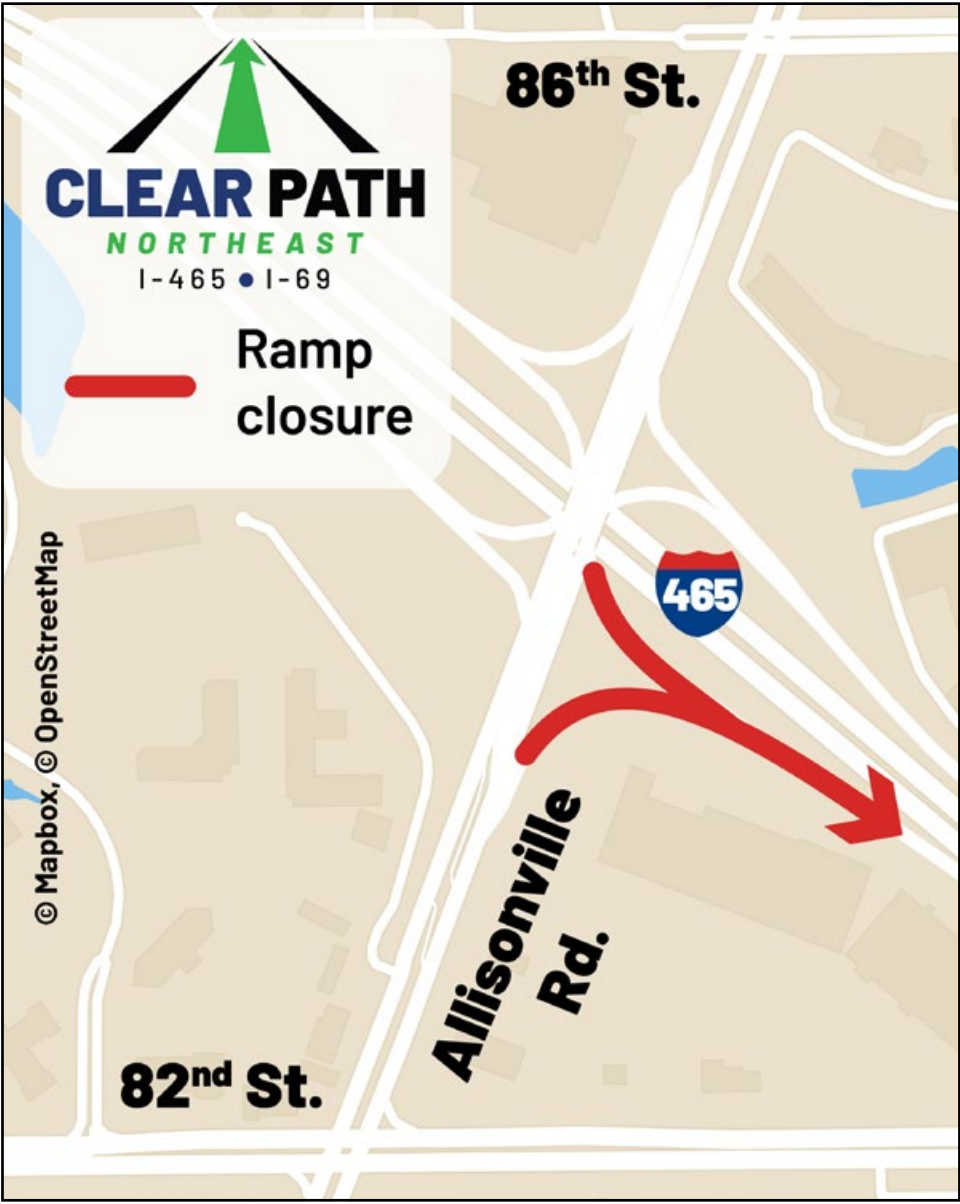 86th St.
CLEAR PATH
NORTHEAST
I-465 • I-69
Ramp
closure
© Mapbox, © OpenStreetMap
465
Allisonville
Rd.
82nd St.